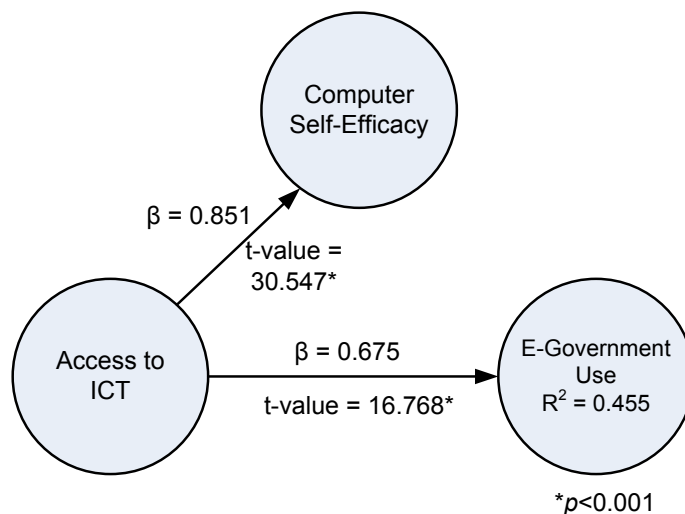 Computer
Self-Efficacy
β = 0.851
t-value =
30.547*
Access to
ICT
β = 0.675
t-value = 16.768*
E-Government
Use
R² = 0.455
*p<0.001